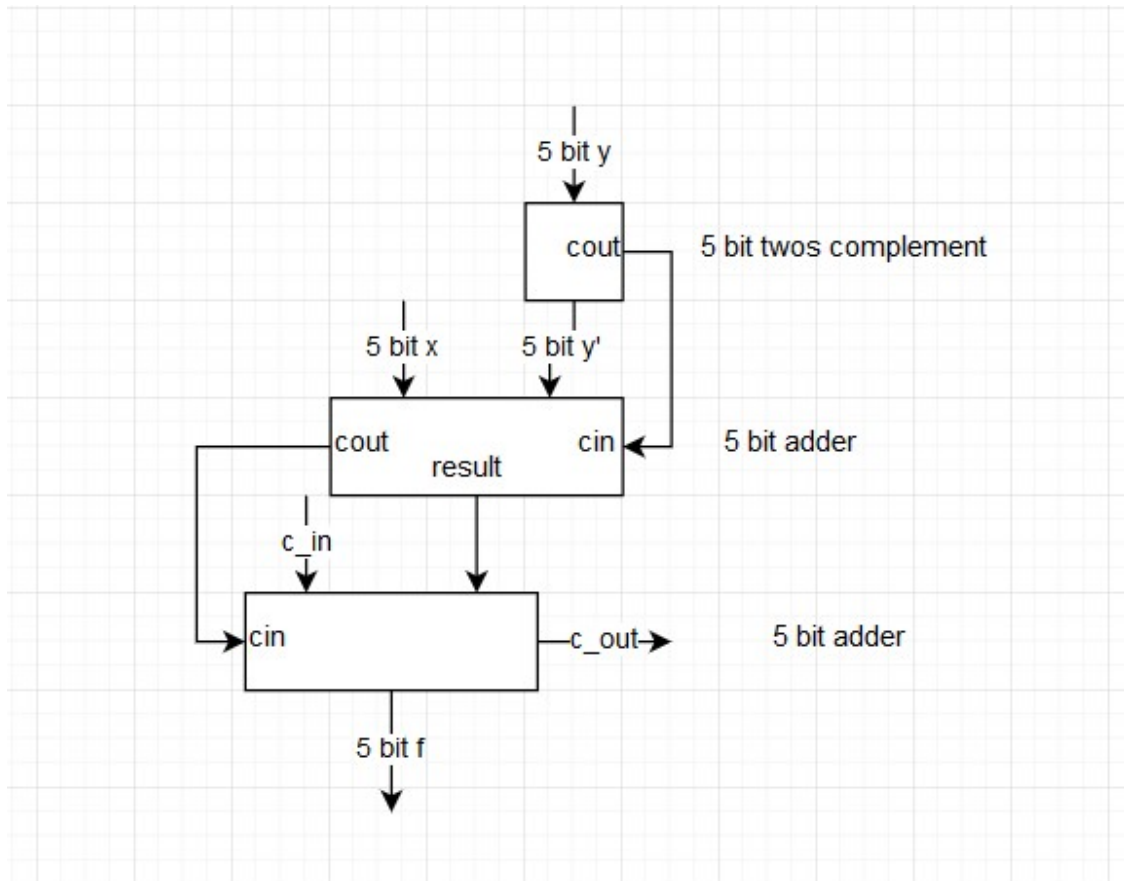 5 bit y
cout
5 bit twos complement
5 bit x
5 bit y'
cout
cin
5 bit adder
result
c_in
cin
c_out
5 bit adder
5 bit f